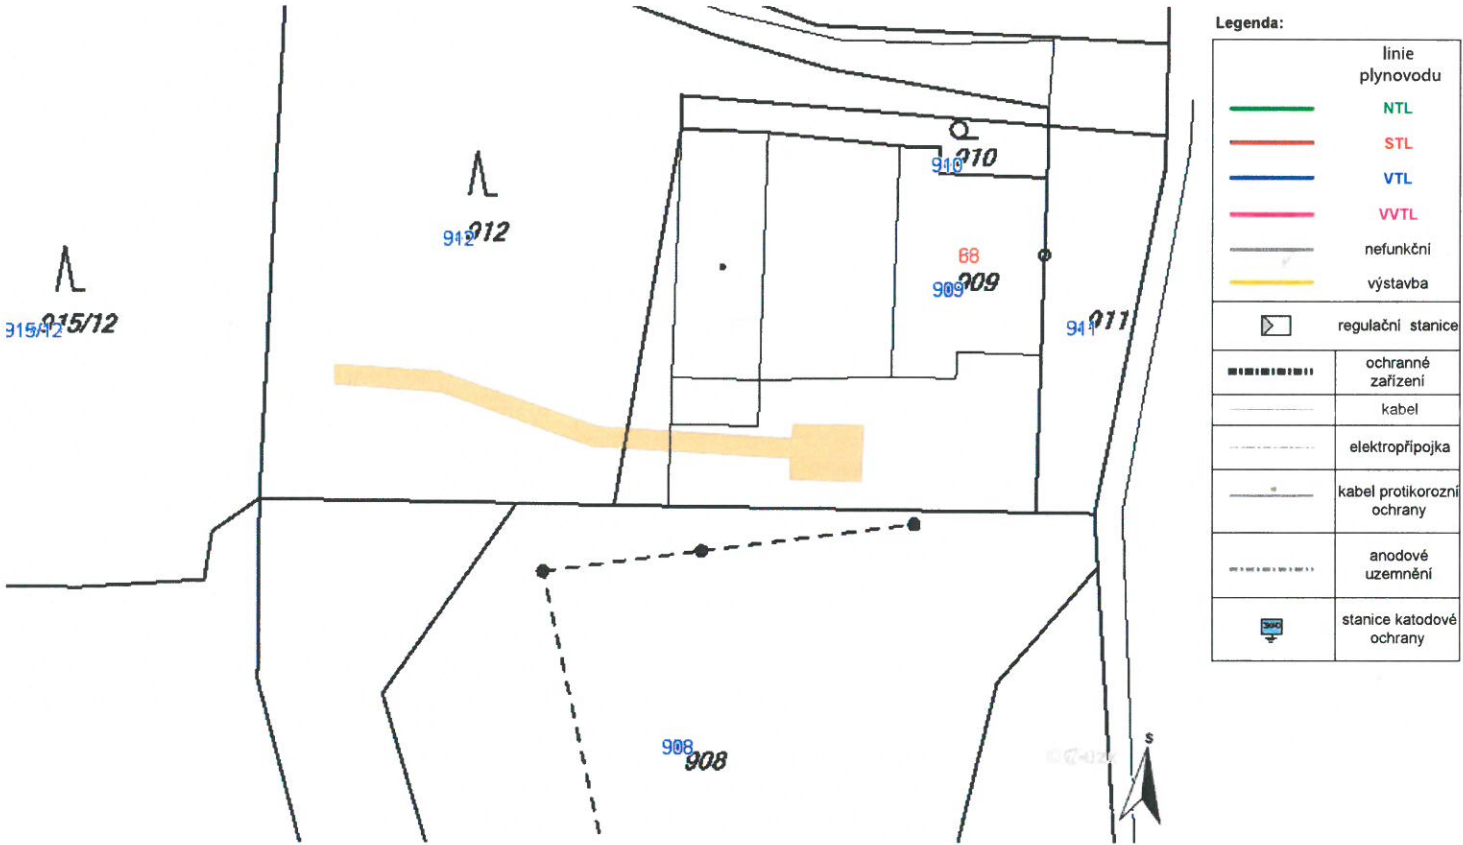 Legenda:
linie
plynovodu
NTL
STL
VTL
VVTL
nefunkční
výstavba
regulační stanice
ochranné
zařízení
kabel
elektropřípojka
kabel protikorozní
ochrany
anodové
uzemnění
stanice katodové
ochrany
910
910
912
912
68
909
909
915/12
915/12
911
911
908
908
S